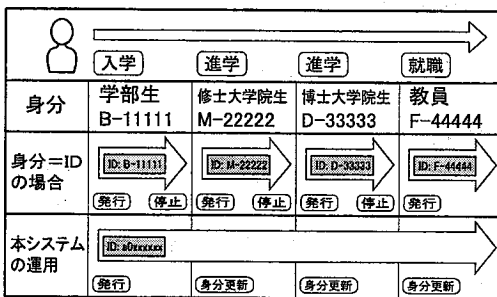 入学 進学 進学 就職
身分 学部生 修士大学院生 博士大学院生 教員
B-11111 M-22222 D-33333 F-44444
身分=ID
の場合
ID: B-11111 ID: M-22222 ID: D-33333 ID: F-44444
発行 停止 発行 停止 発行 停止 発行
本システム
の運用
ID: a0xxxxxx
発行 身分更新 身分更新 身分更新